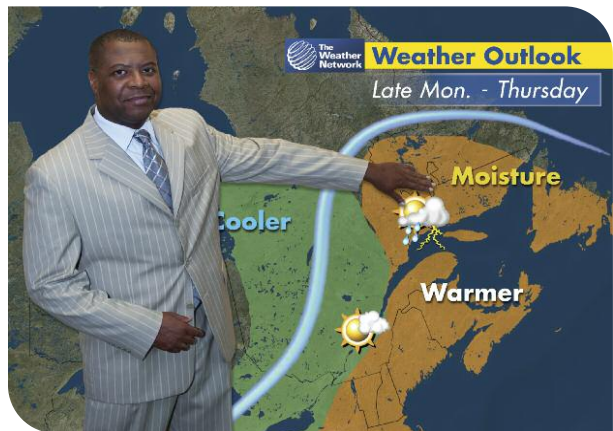 The
Weather
Network
Weather Outlook
Late Mon. - Thursday
Moisture
Cooler
Warmer